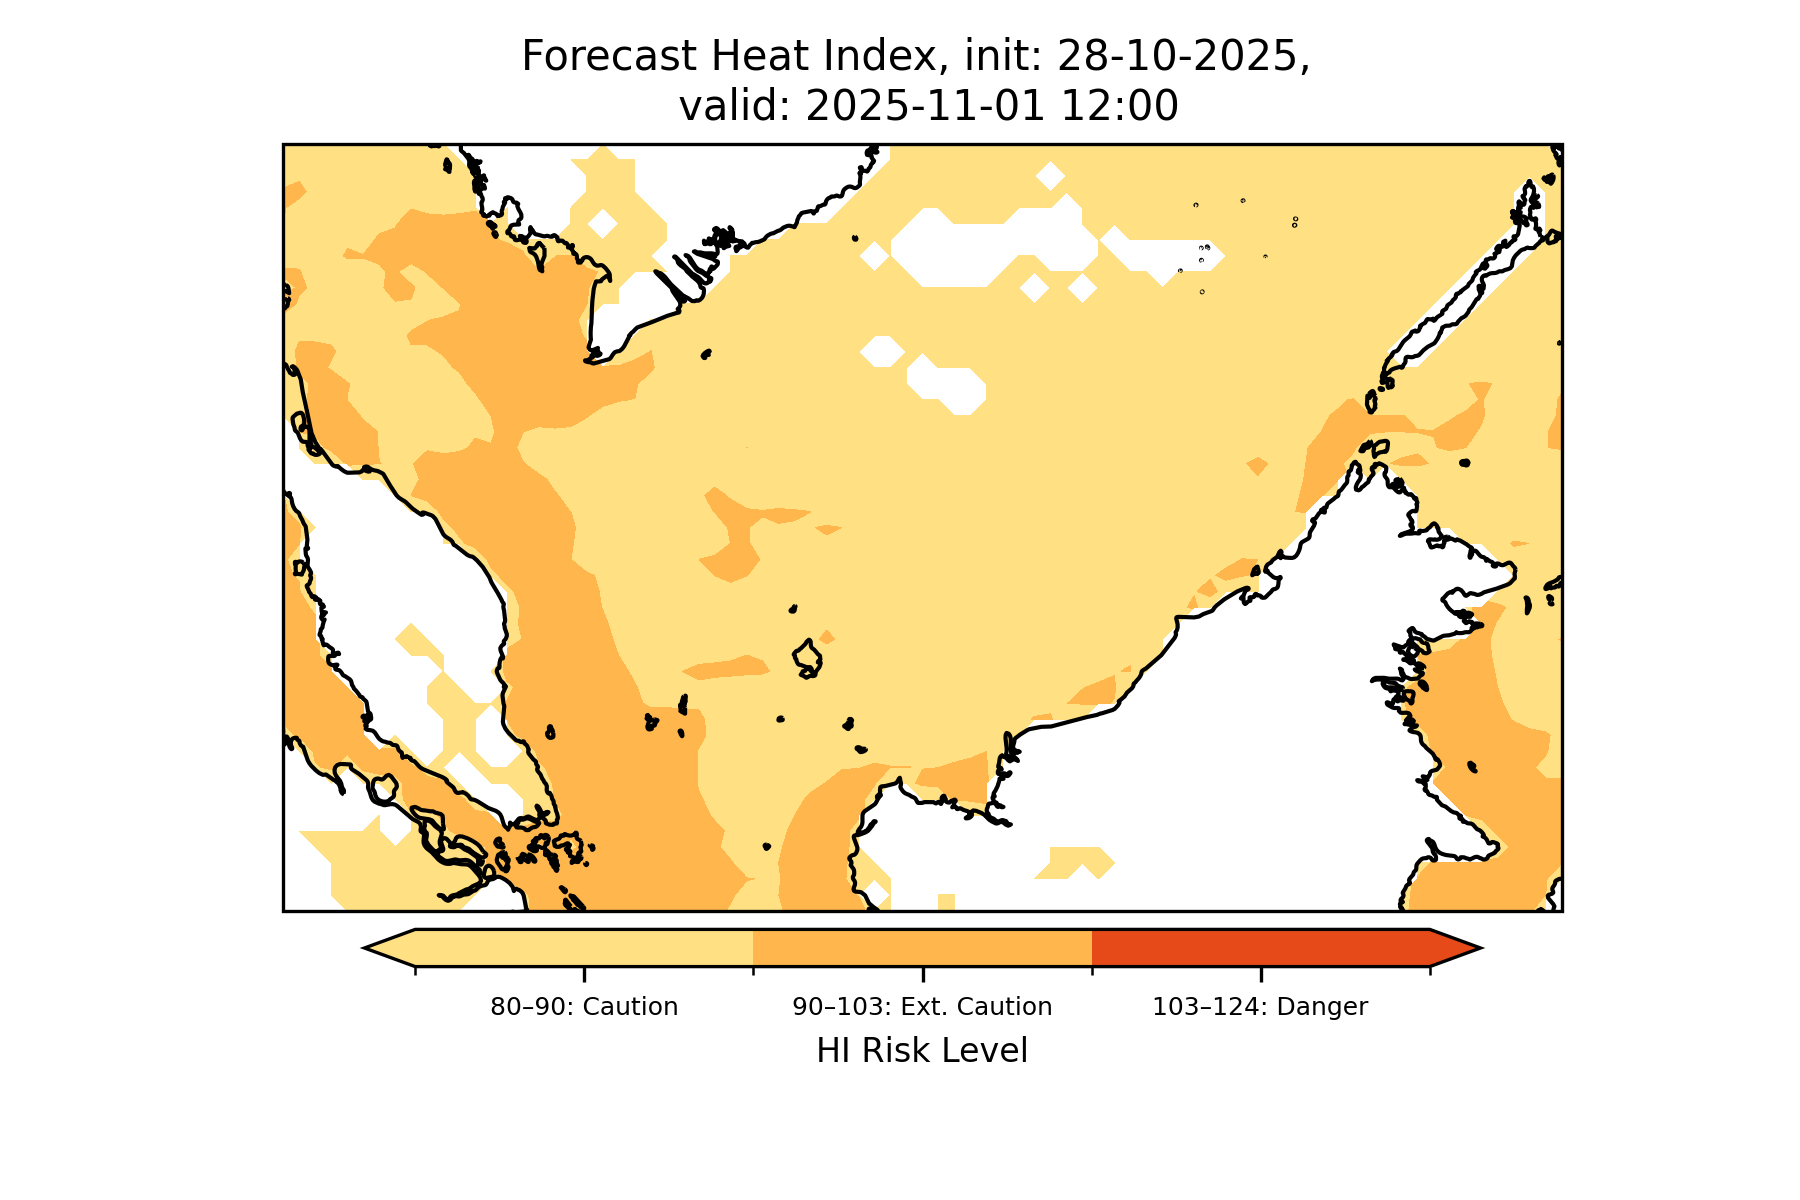 Forecast Heat Index, init: 28-10-2025,
valid: 2025-11-01 12:00
80–90: Caution
90–103: Ext. Caution
103–124: Danger
HI Risk Level